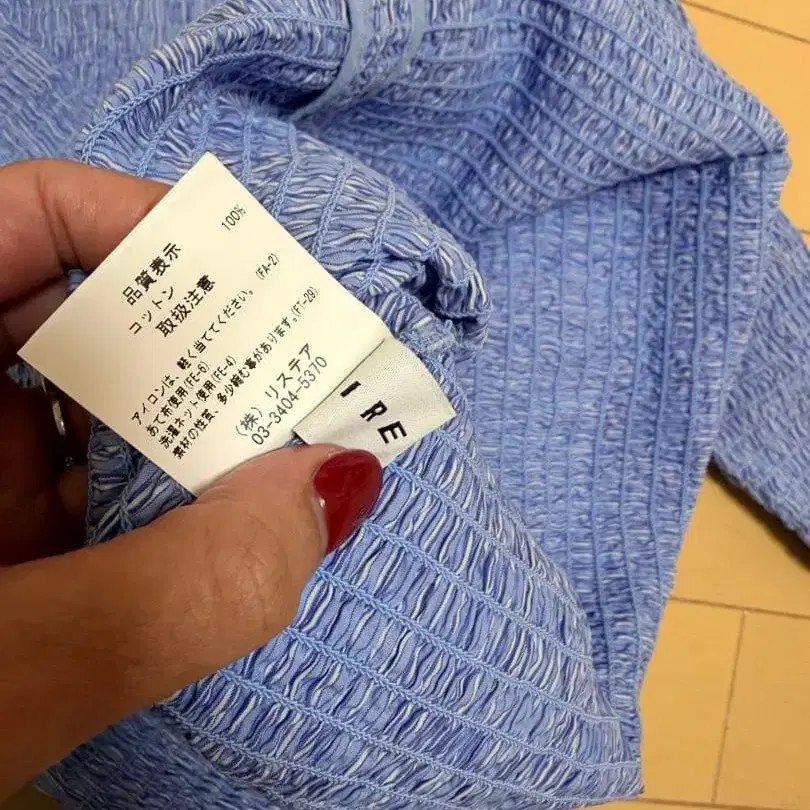 品質表示
コットン 100%
取扱注意
アイロンは、軽く当ててください。(FA-2)
あて布使用(FE-6)
洗濯ネット使用(FE-4)
素材の性質、多少縮む事があります。(FT-29)
(株) リステア
03-3404-5370
IRE